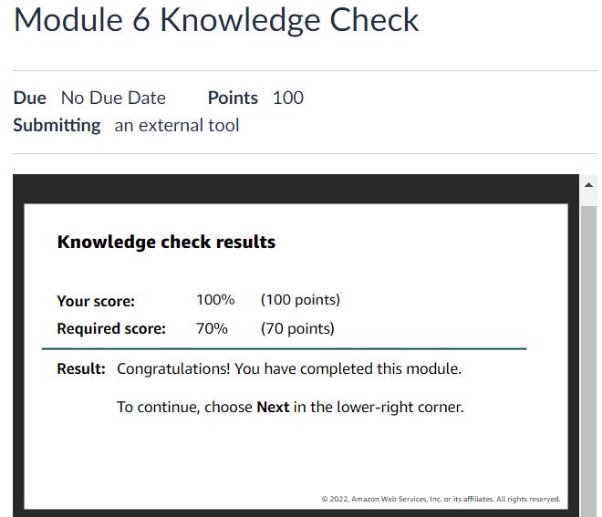 Module 6 Knowledge Check
Due No Due Date Points 100
Submitting an external tool
Knowledge check results
Your score: 100% (100 points)
Required score: 70% (70 points)
Result: Congratulations! You have completed this module.
To continue, choose Next in the lower-right corner.
© 2022, Amazon Web Services, Inc. or its affiliates. All rights reserved.